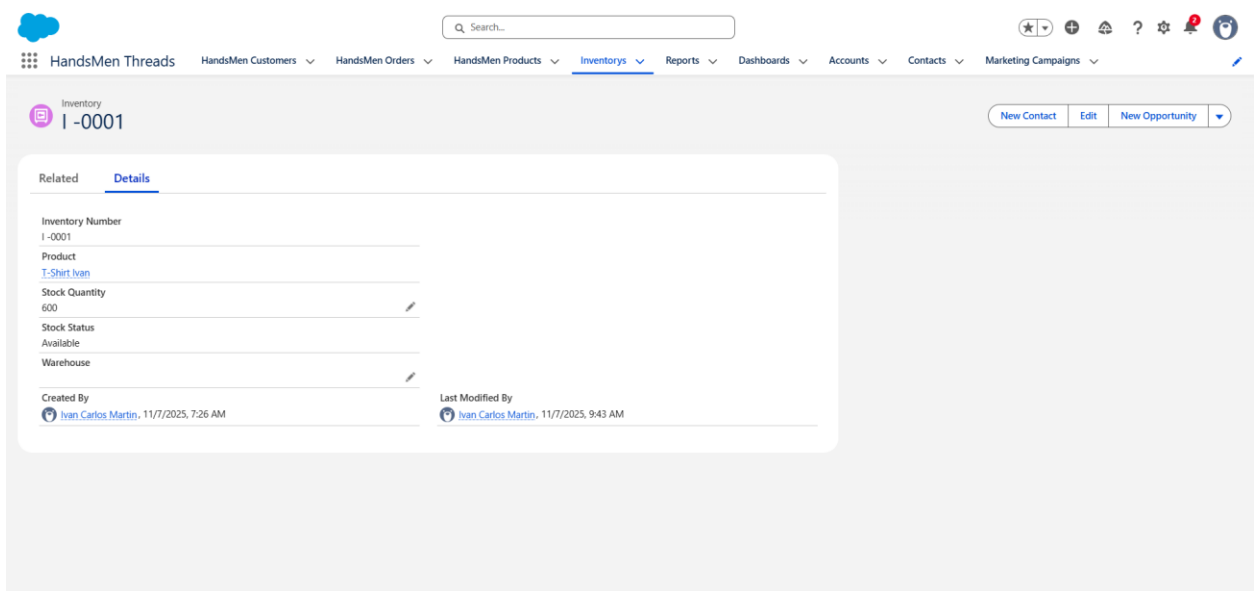 Search...
2
HandsMen Threads HandsMen Customers HandsMen Orders HandsMen Products Inventorys Reports Dashboards Accounts Contacts Marketing Campaigns
Inventory
I -0001
New Contact Edit New Opportunity
Related Details
Inventory Number
I -0001
Product
T-Shirt Ivan
Stock Quantity
600
Stock Status
Available
Warehouse
Created By
Ivan Carlos Martin, 11/7/2025, 7:26 AM
Last Modified By
Ivan Carlos Martin, 11/7/2025, 9:43 AM